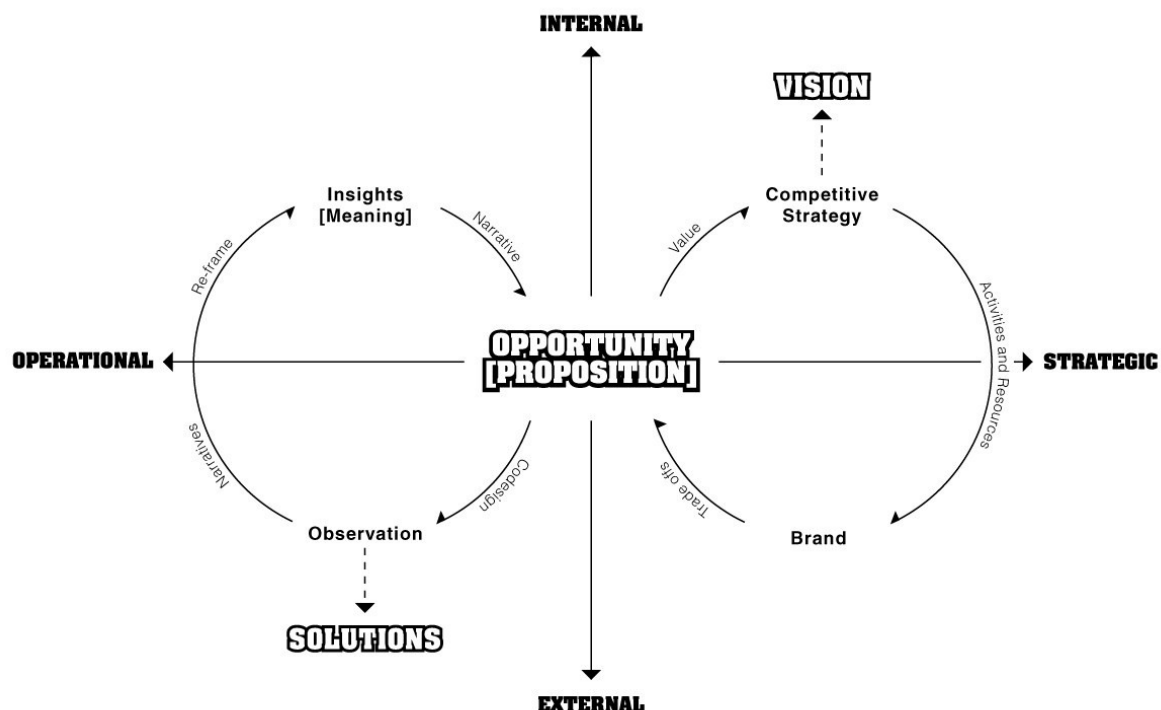 INTERNAL
VISION
Insights
[Meaning]
Narrative
Value
Competitive
Strategy
Re-frame
Activities and Resources
OPERATIONAL
OPPORTUNITY
[PROPOSITION]
STRATEGIC
Narratives
Codesign
Trade offs
Observation
Brand
SOLUTIONS
EXTERNAL